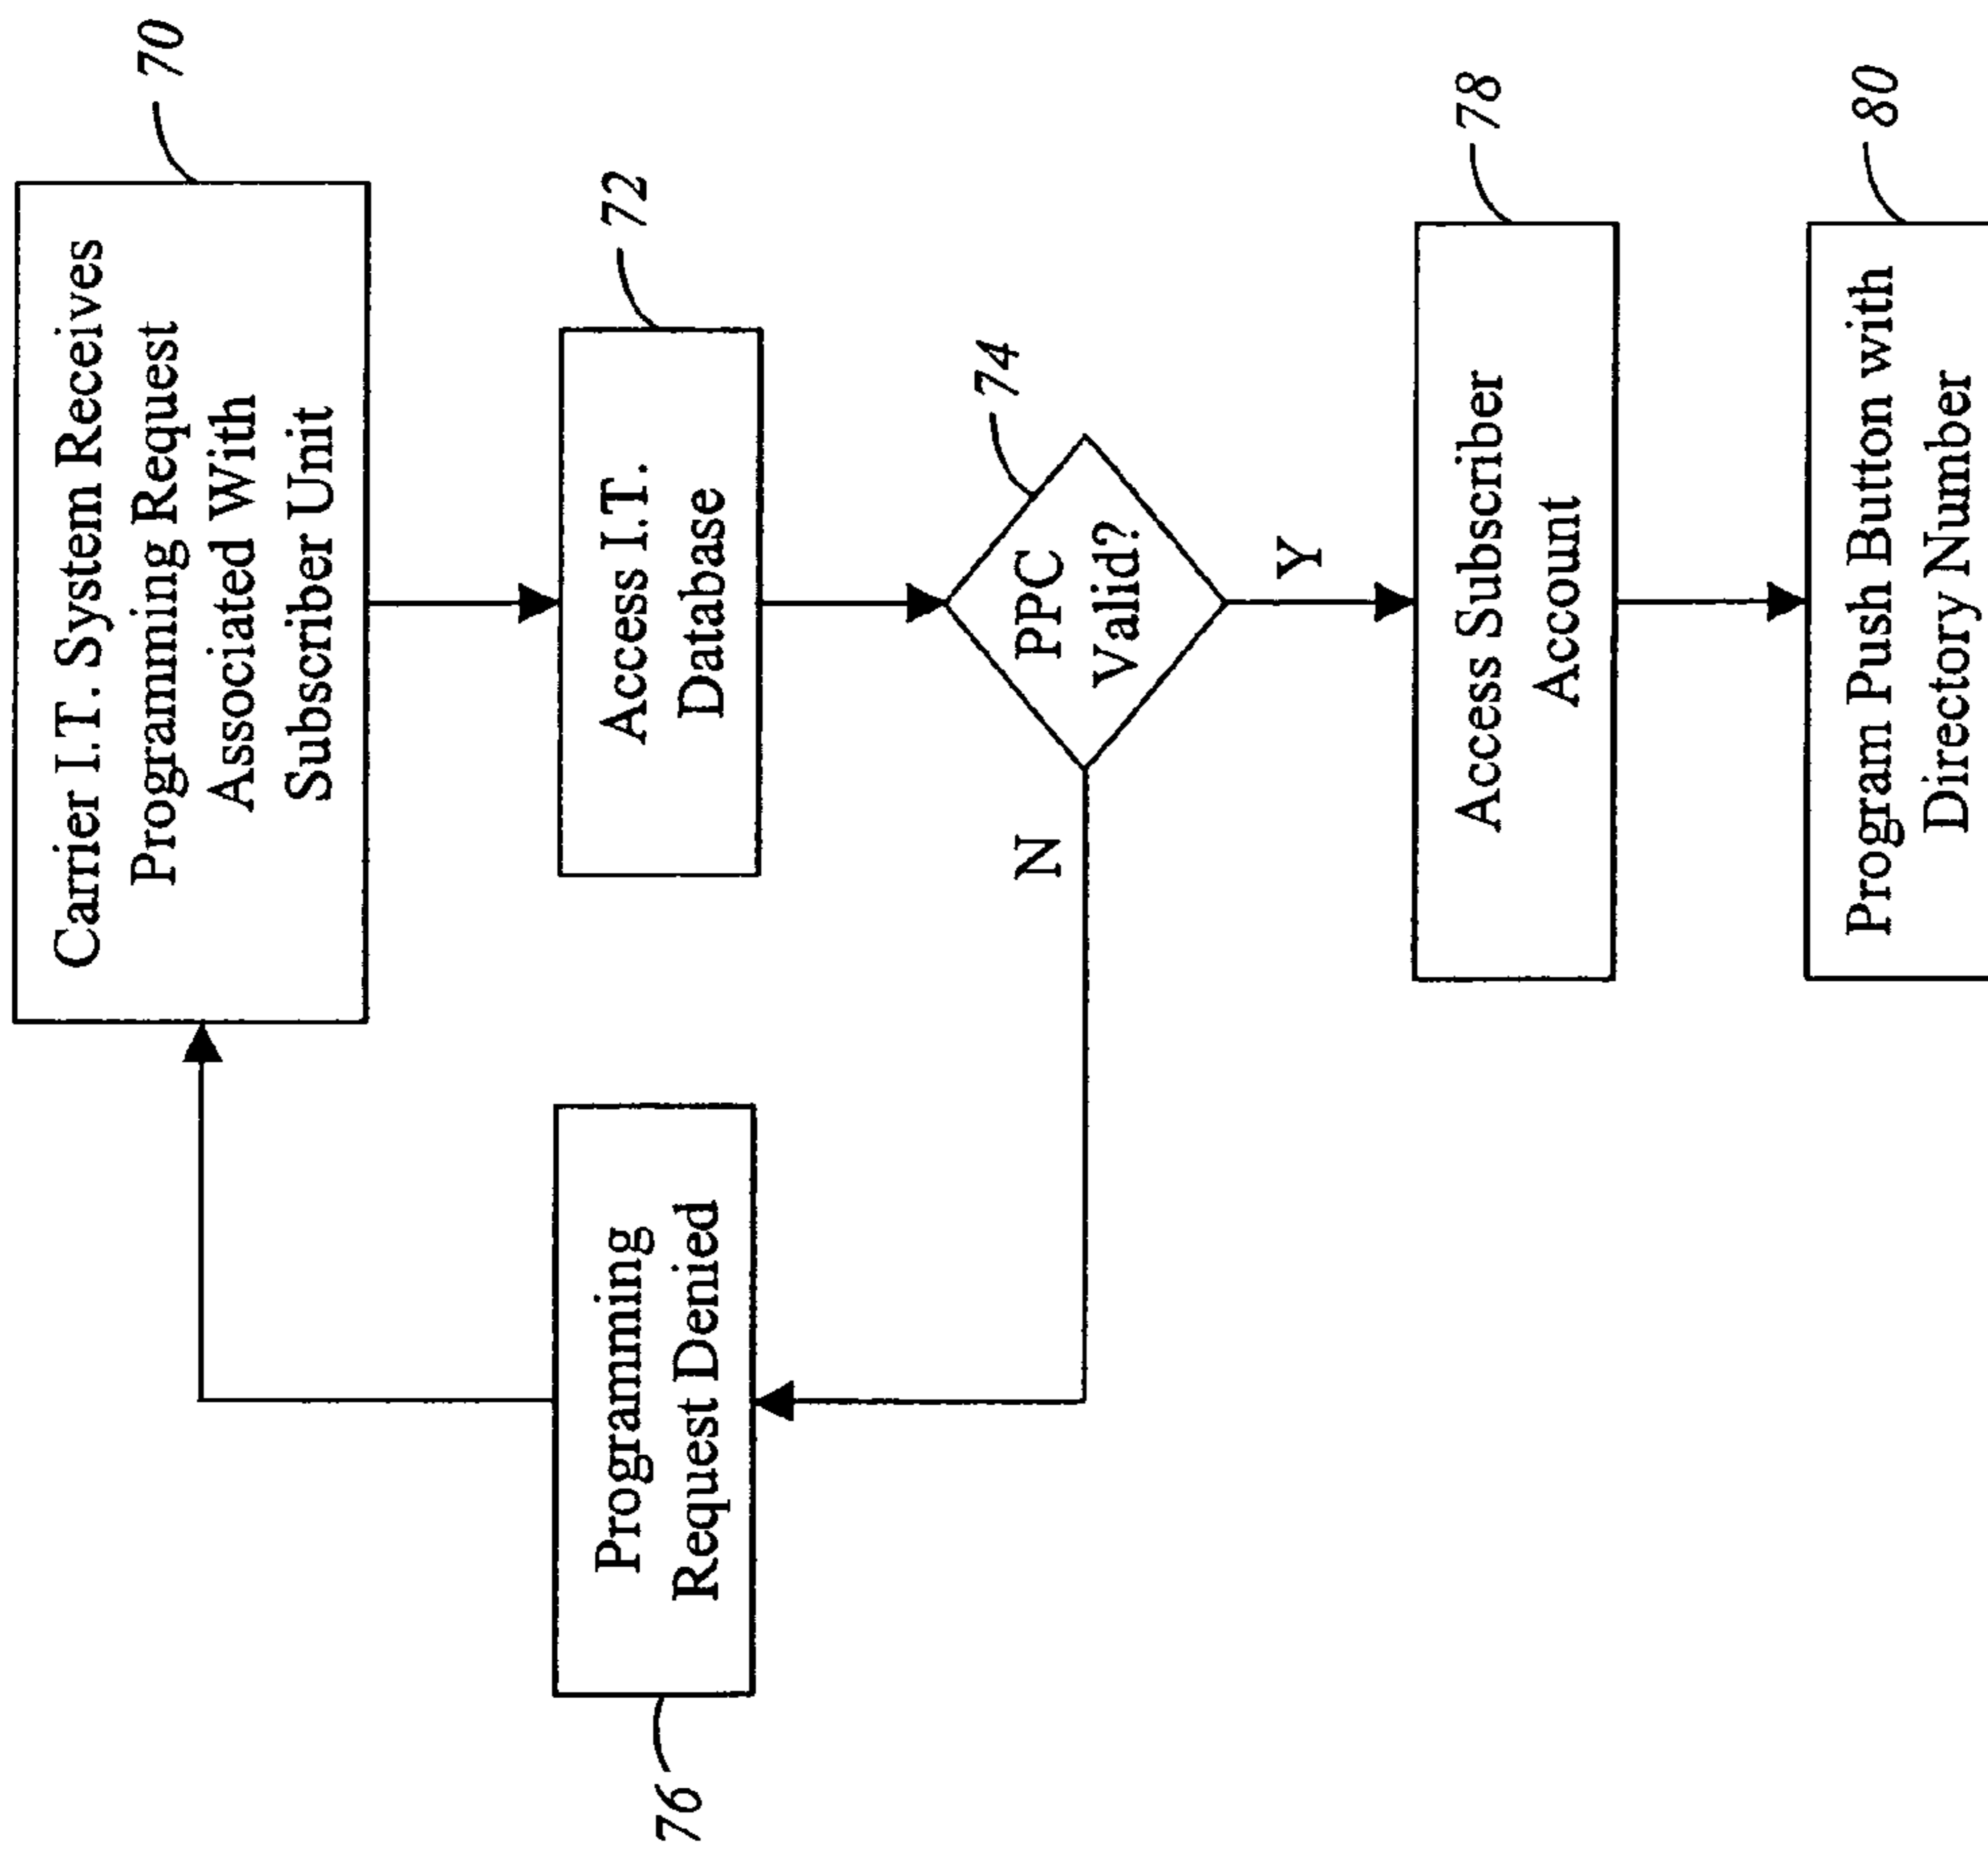 Carrier I.T. System Receives
Programming Request
Associated With
Subscriber Unit
70
Access I.T.
Database
72
PPC
Valid?
74
N
Y
Programming
Request Denied
76
Access Subscriber
Account
78
Program Push Button with
Directory Number
80